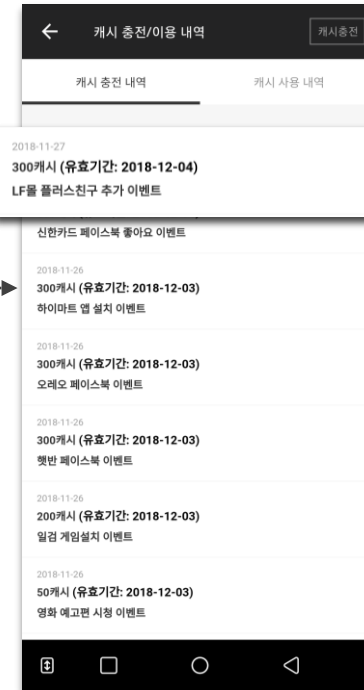 캐시 충전/이용 내역
캐시충전
캐시 충전 내역
캐시 사용 내역
2018-11-27
300캐시 (유효기간: 2018-12-04)
LF몰 플러스친구 추가 이벤트
신한카드 페이스북 좋아요 이벤트
2018-11-26
300캐시 (유효기간: 2018-12-03)
하이마트 앱 설치 이벤트
2018-11-26
300캐시 (유효기간: 2018-12-03)
오레오 페이스북 이벤트
2018-11-26
300캐시 (유효기간: 2018-12-03)
햇반 페이스북 이벤트
2018-11-26
200캐시 (유효기간: 2018-12-03)
일검 게임설치 이벤트
2018-11-26
50캐시 (유효기간: 2018-12-03)
영화 예고편 시청 이벤트